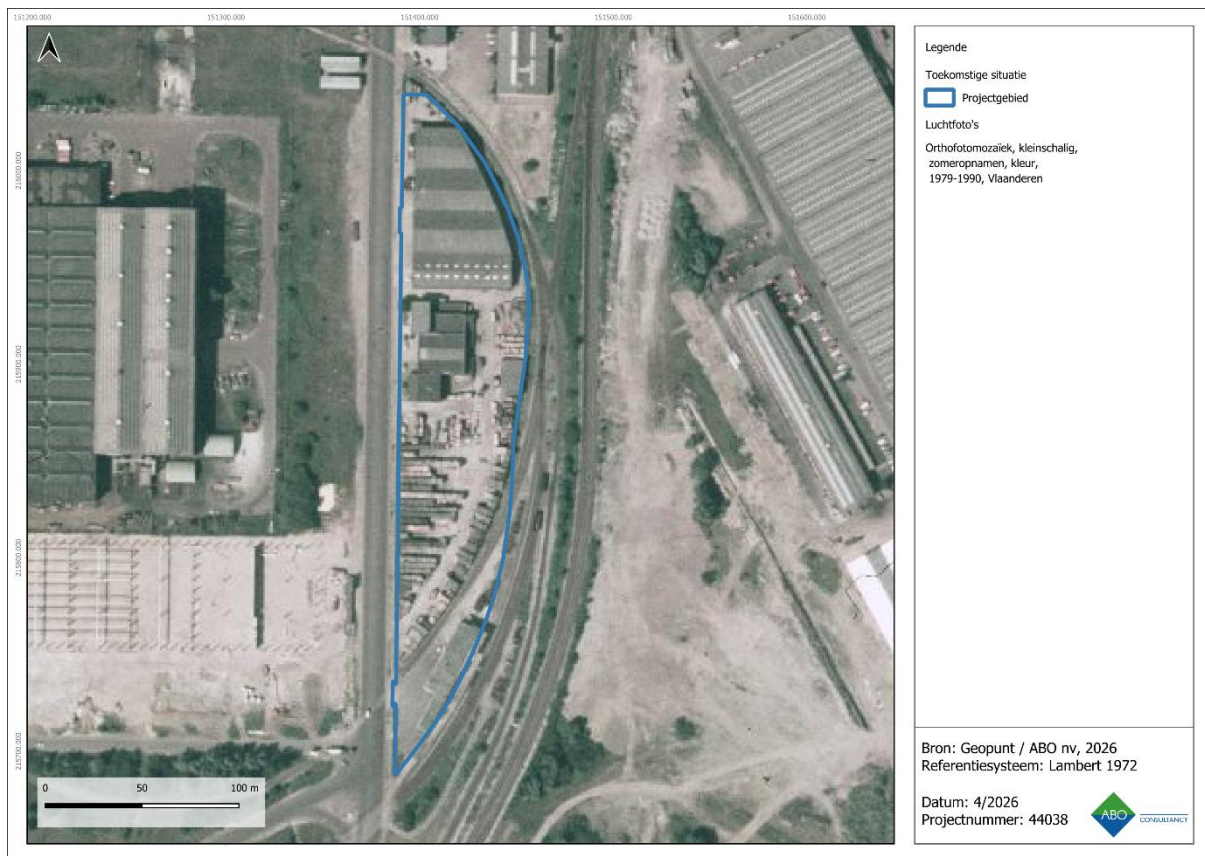 151200.000
151300.000
151400.000
151500.000
151600.000
216000.000
215900.000
215800.000
215700.000
0 50 100 m
Legende
Toekomstige situatie
Projectgebied
Luchtfoto's
Orthofotomozaïek, kleinschalig,
zomeropnamen, kleur,
1979-1990, Vlaanderen
Bron: Geopunt / ABO nv, 2026
Referentiesysteem: Lambert 1972
Datum: 4/2026
Projectnummer: 44038
ABO CONSULTANCY